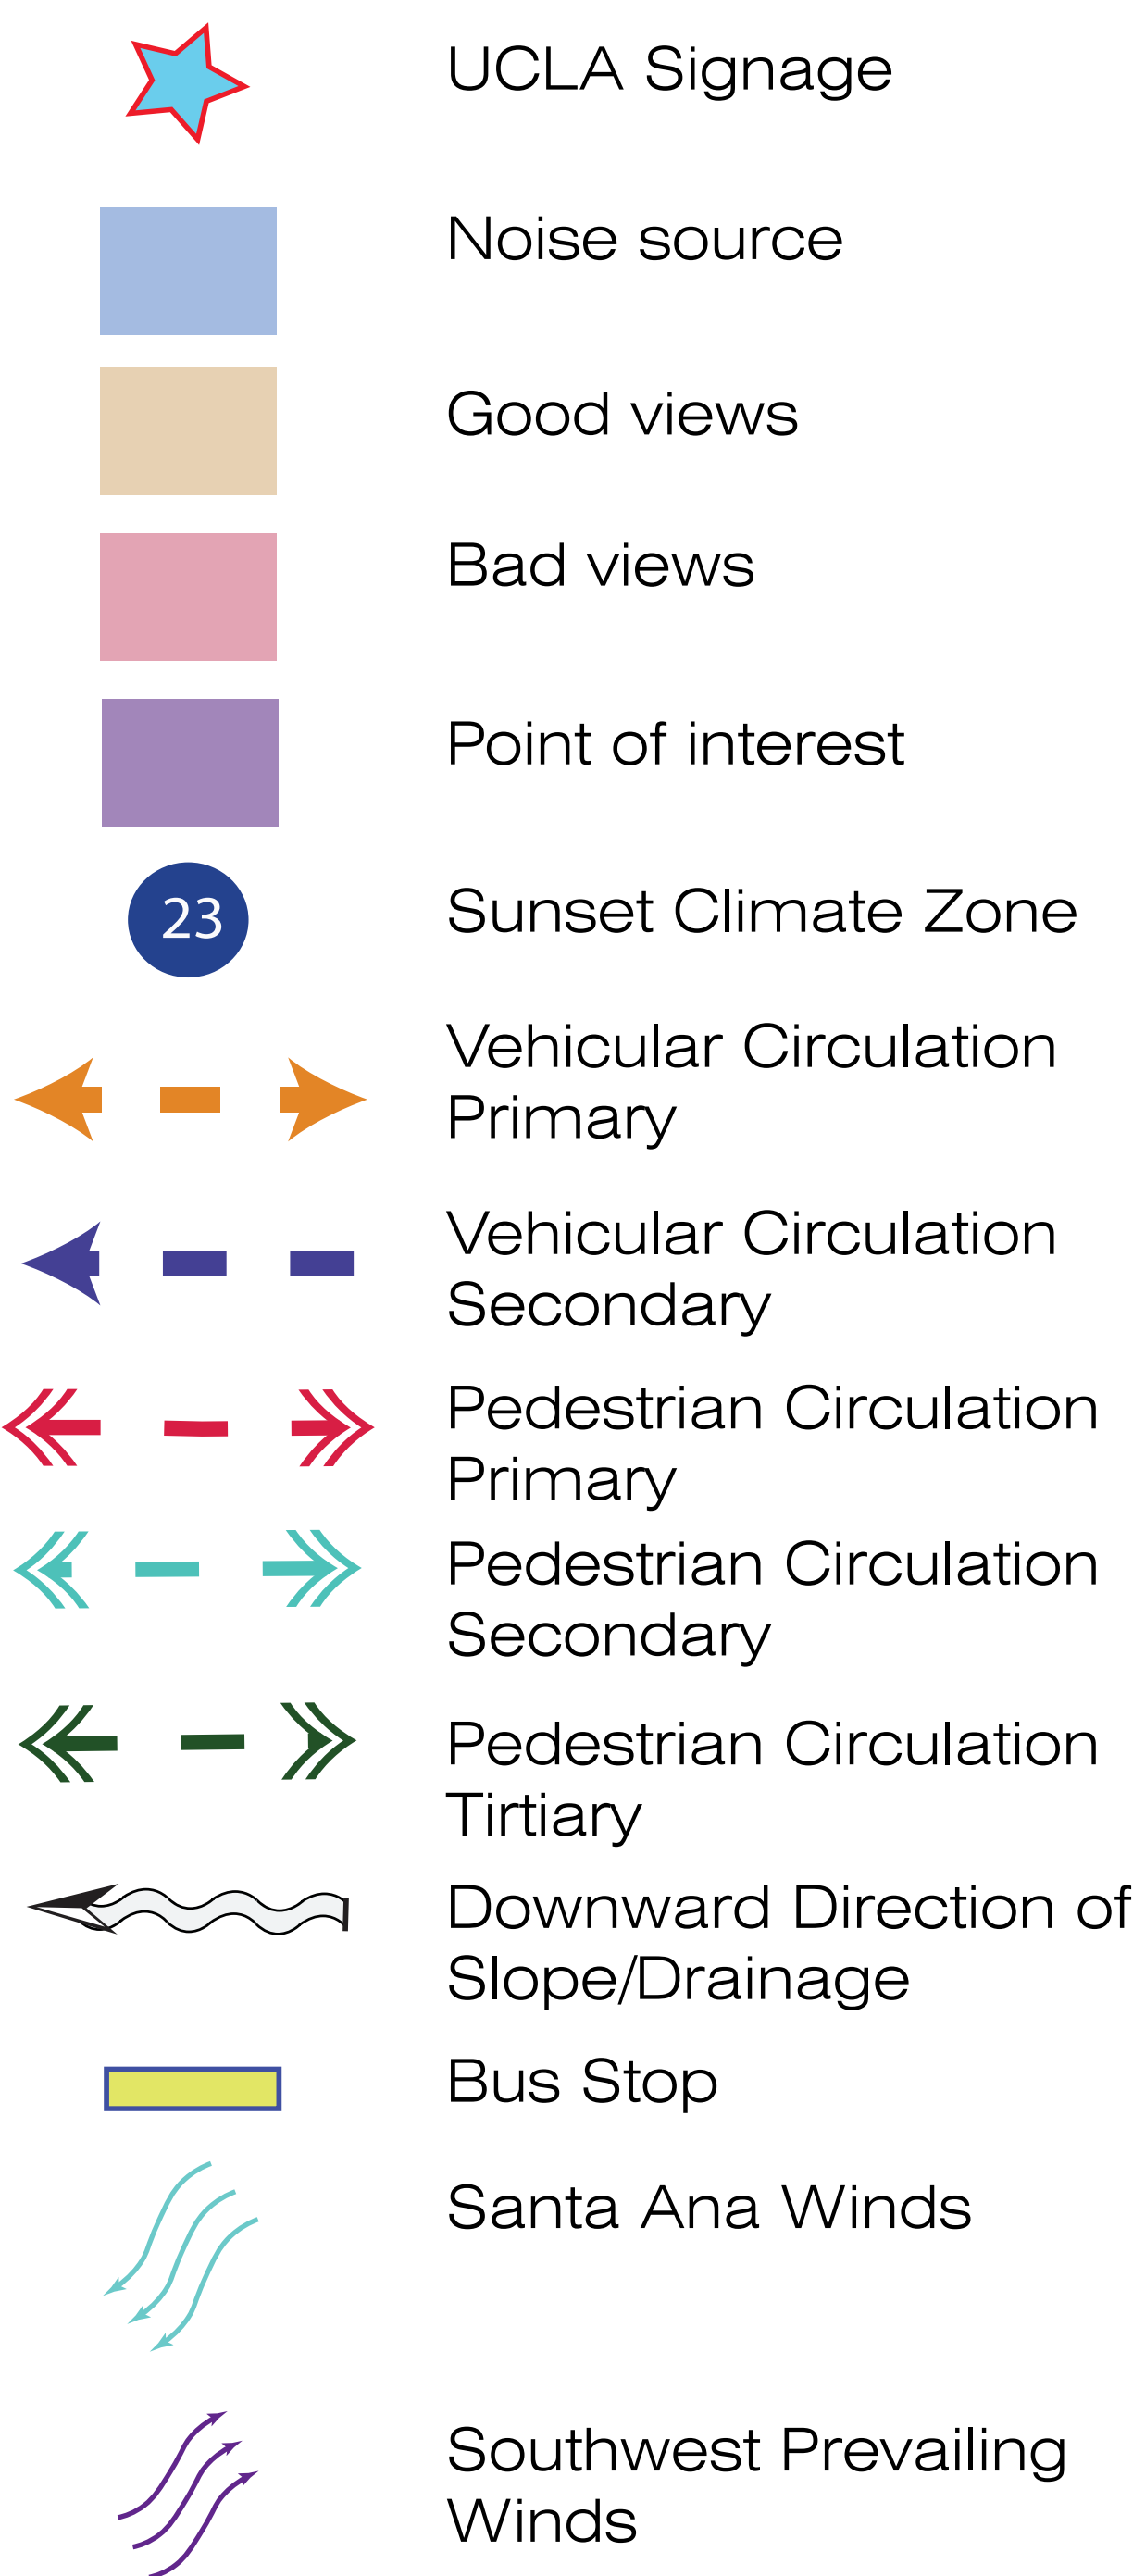 UCLA Signage
Noise source
Good views
Bad views
Point of interest
23
Sunset Climate Zone
Vehicular Circulation
Primary
Vehicular Circulation
Secondary
Pedestrian Circulation
Primary
Pedestrian Circulation
Secondary
Pedestrian Circulation
Tirtiary
Downward Direction of
Slope/Drainage
Bus Stop
Santa Ana Winds
Southwest Prevailing
Winds